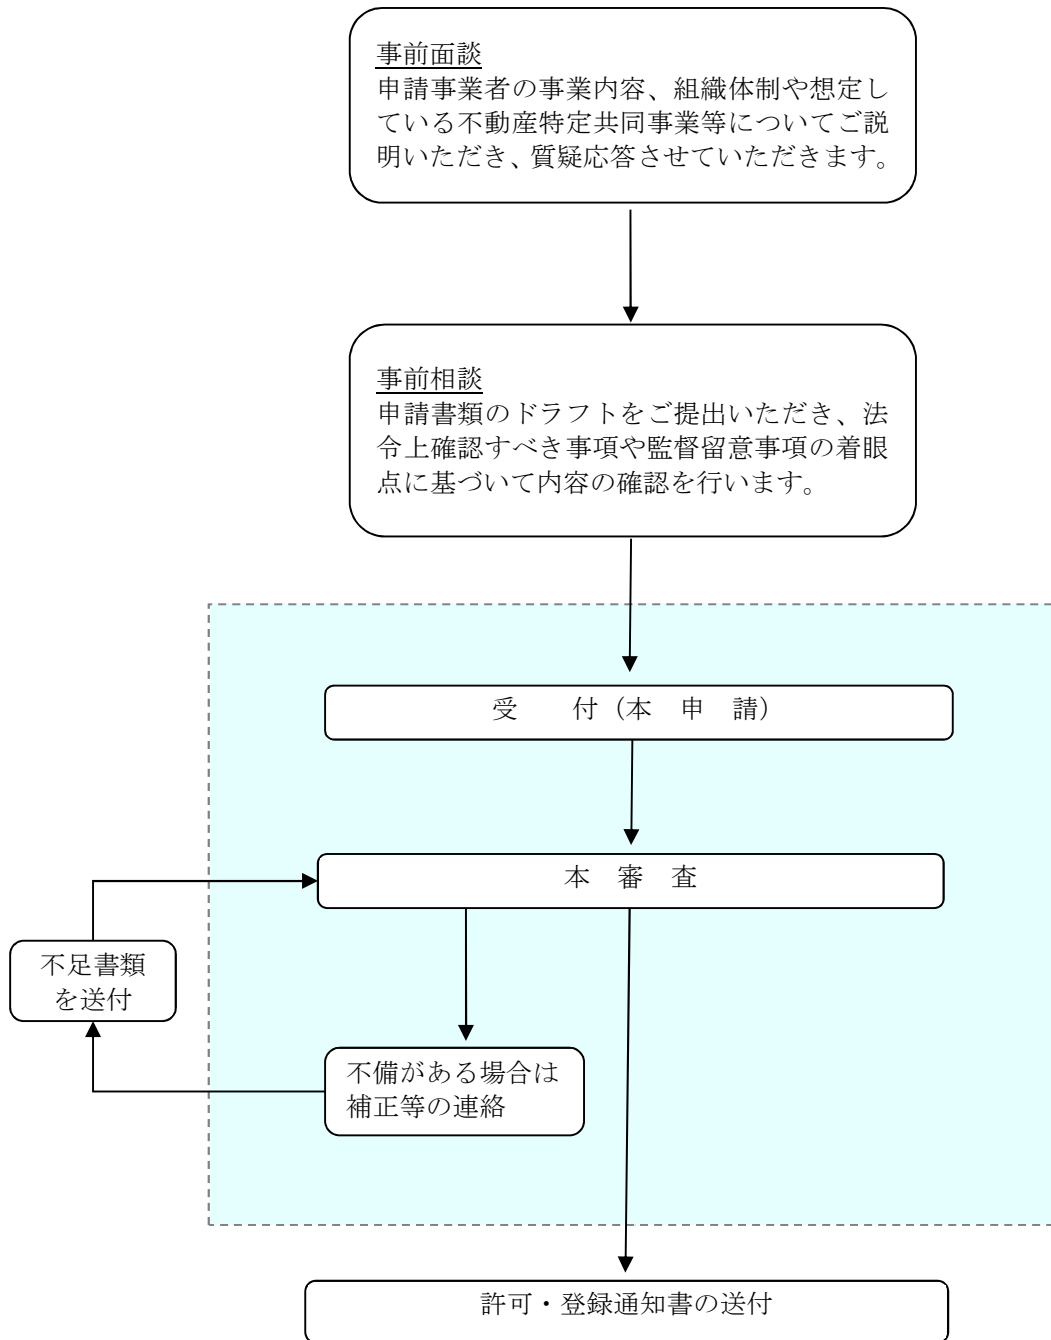 事前面談
申請事業者の事業内容、組織体制や想定し
ている不動産特定共同事業等についてご説
明いただき、質疑応答させていただきます。
事前相談
申請書類のドラフトをご提出いただき、法
令上確認すべき事項や監督留意事項の着眼
点に基づいて内容の確認を行います。
受　　付（本　申　請）
本　審　査
不足書類
を送付
不備がある場合は
補正等の連絡
許可・登録通知書の送付